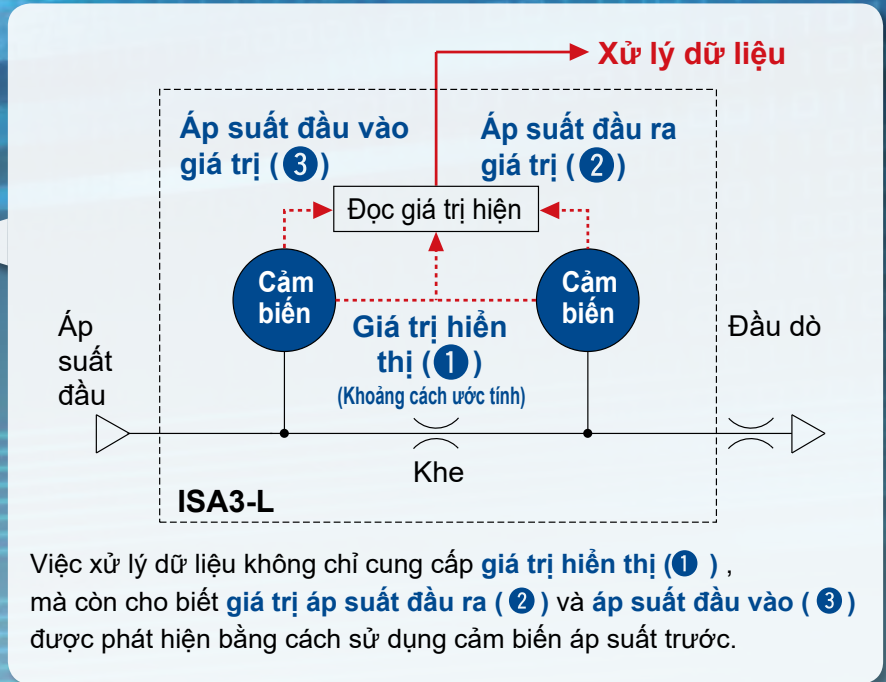 Xử lý dữ liệu
Áp suất đầu vào
giá trị (3)
Áp suất đầu ra
giá trị (2)
Đọc giá trị hiện
Cảm
biến
Cảm
biến
Giá trị hiển
thị (1)
(Khoảng cách ước tính)
Áp
suất
đầu
Đầu dò
Khe
ISA3-L
Việc xử lý dữ liệu không chỉ cung cấp giá trị hiển thị (1 ) ,
mà còn cho biết giá trị áp suất đầu ra ( 2 ) và áp suất đầu vào ( 3 )
được phát hiện bằng cách sử dụng cảm biến áp suất trước.